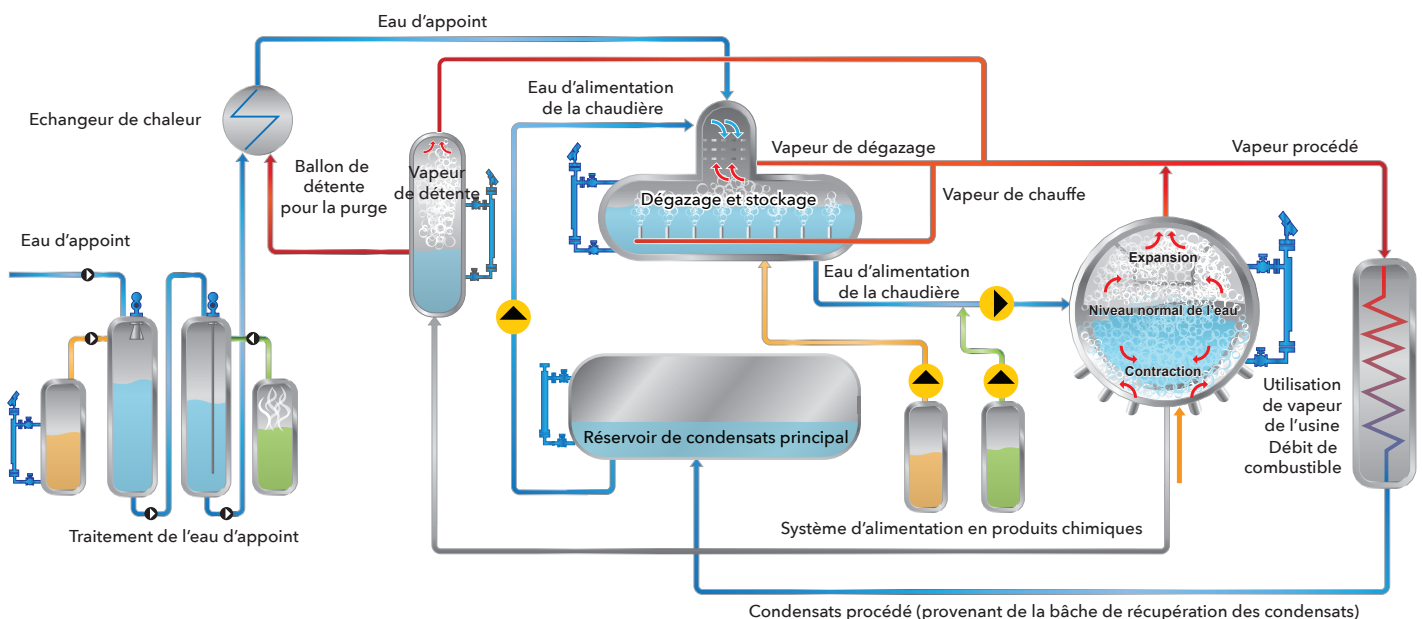 Eau d'appoint
Echangeur de chaleur
Eau d'alimentation
de la chaudière
Ballon de
détente
pour la purge
Vapeur
de détente
Vapeur de dégazage
Vapeur procédé
Dégazage et stockage
Vapeur de chauffe
Eau d'appoint
Eau d'alimentation
de la chaudière
Expansion
Niveau normal de l'eau
Contraction
Utilisation
de vapeur
de l'usine
Débit de
combustible
Réservoir de condensats principal
Traitement de l'eau d'appoint
Système d'alimentation en produits chimiques
Condensats procédé (provenant de la bâche de récupération des condensats)